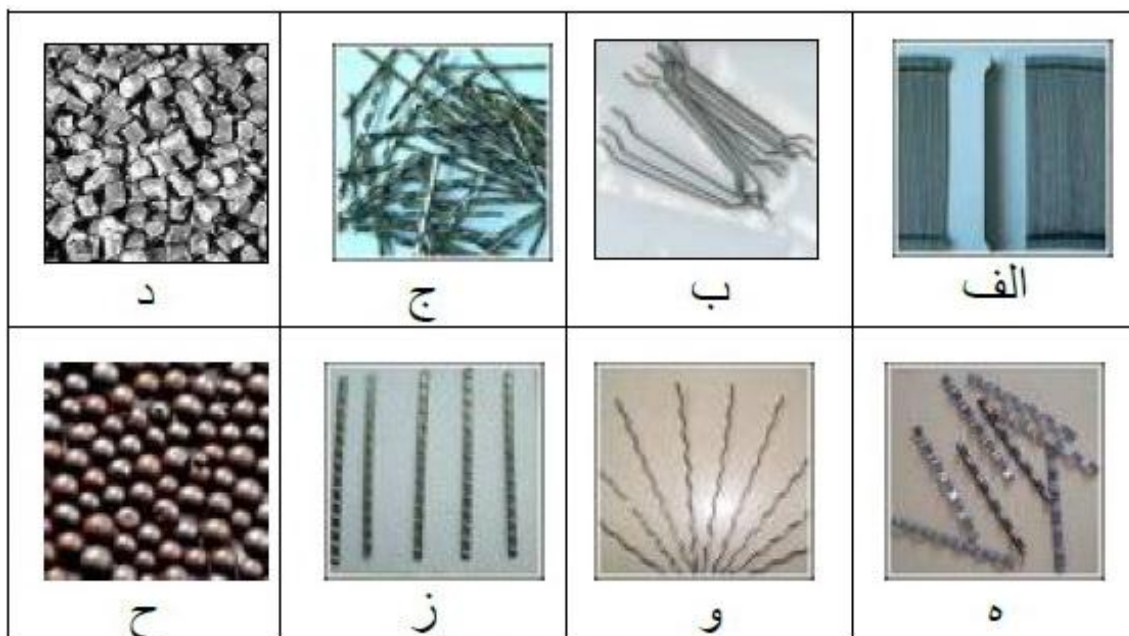 الف ب ج د
ه و ز ح